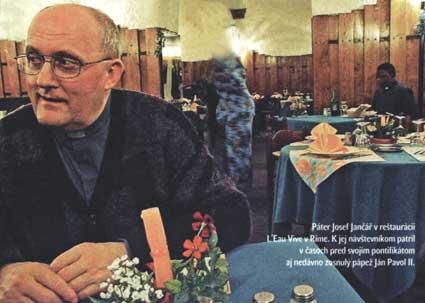 Páter Josef Jančář v reštaurácii
L´Eau Vive v Ríme. K jej návštevníkom patril
v časoch pred svojim pontifikátom
aj nedávno zosnulý pápež Ján Pavol II.